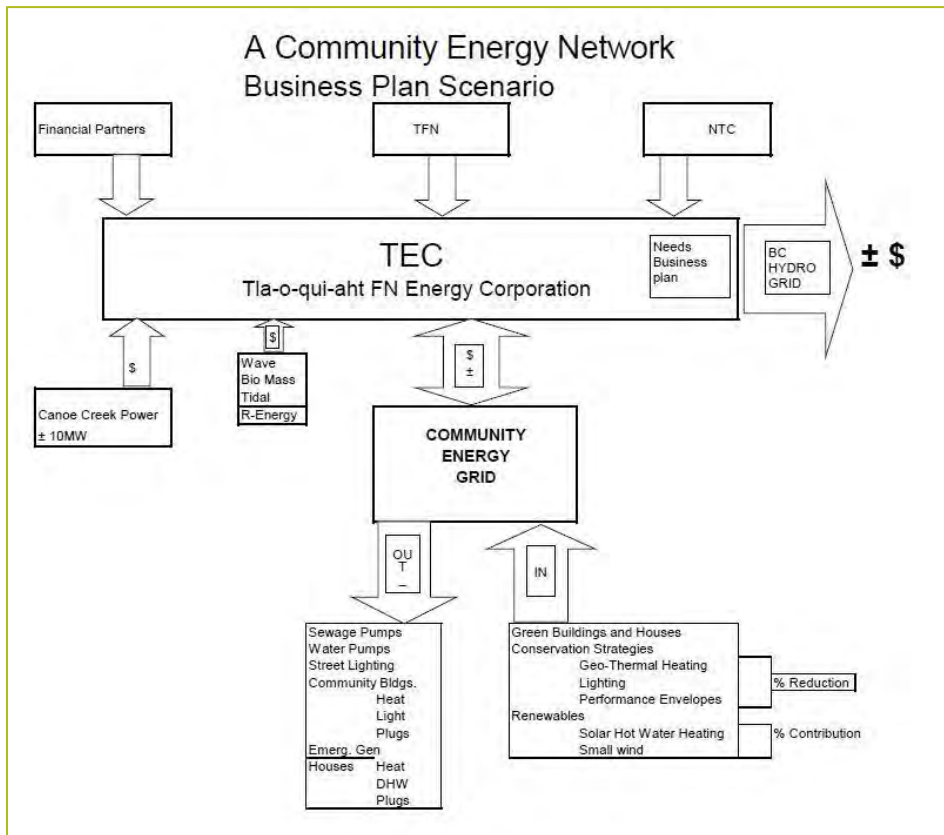 A Community Energy Network
Business Plan Scenario
Financial Partners
TFN
NTC
TEC
Tla-o-qui-aht FN Energy Corporation
Needs
Business
plan
BC
HYDRO
GRID
± $
$
Canoe Creek Power
± 10MW
$
Wave
Bio Mass
Tidal
R-Energy
$
±
COMMUNITY
ENERGY
GRID
OU
T
–
IN
Sewage Pumps
Water Pumps
Street Lighting
Community Bldgs.
Heat
Light
Plugs
Emerg. Gen
Houses Heat
DHW
Plugs
Green Buildings and Houses
Conservation Strategies
Geo-Thermal Heating
Lighting
Performance Envelopes
Renewables
Solar Hot Water Heating
Small wind
% Reduction
% Contribution